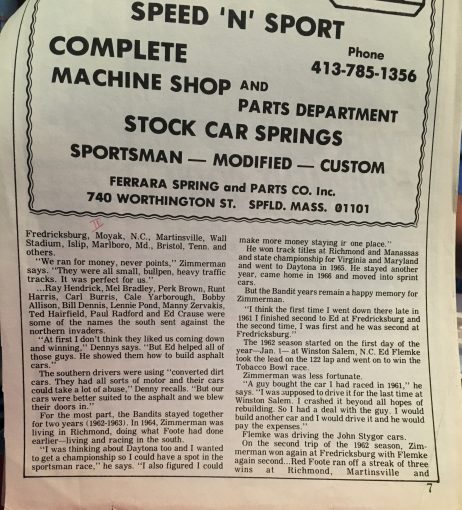 SPEED 'N' SPORT
COMPLETE
MACHINE SHOP AND
PARTS DEPARTMENT
Phone
413-785-1356
STOCK CAR SPRINGS
SPORTSMAN — MODIFIED — CUSTOM
FERRARA SPRING and PARTS CO. Inc.
740 WORTHINGTON ST. SPFLD. MASS. 01101
II
Fredricksburg, Moyak, N.C., Martinsville, Wall
Stadium, Islip, Marlboro, Md., Bristol, Tenn. and
others.
"We ran for money, never points," Zimmerman
says. "They were all small, bullpen, heavy traffic
tracks. It was perfect for us."
...Ray Hendrick, Mel Bradley, Perk Brown, Runt
Harris, Carl Burris, Cale Yarborough, Bobby
Allison, Bill Dennis, Lennie Pond, Manny Zervakis,
Ted Hairfield, Paul Radford and Ed Crause were
some of the names the south sent against the
northern invaders.
"At first I don't think they liked us coming down
and winning," Dennys says. "But Ed helped all of
those guys. He showed them how to build asphalt
cars."
The southern drivers were using "converted dirt
cars. They had all sorts of motor and their cars
could take a lot of abuse," Denny recalls. "But our
cars were better suited to the asphalt and we blew
their doors in."
For the most part, the Bandits stayed together
for two years (1962-1963). In 1964, Zimmerman was
living in Richmond, doing what Foote had done
earlier—living and racing in the south.
"I was thinking about Daytona too and I wanted
to get a championship so I could have a spot in the
sportsman race," he says. "I also figured I could
make more money staying ir one place."
He won track titles at Richmond and Manassas
and state championship for Virginia and Maryland
and went to Daytona in 1965. He stayed another
year, came home in 1966 and moved into sprint
cars.
But the Bandit years remain a happy memory for
Zimmerman.
"I think the first time I went down there late in
1961 I finished second to Ed at Fredricksburg and
the second time, I was first and he was second at
Fredricksburg."
The 1962 season started on the first day of the
year—Jan. 1— at Winston Salem, N.C. Ed Flemke
took the lead on the 122 lap and went on to win the
Tobacco Bowl race.
Zimmerman was less fortunate.
"A guy bought the car I had raced in 1961," he
says. "I was supposed to drive it for the last time at
Winston Salem. I crashed it beyond all hopes of
rebuilding. So I had a deal with the guy. I would
build another car and I would drive it and he would
pay the expenses."
Flemke was driving the John Stygor cars.
On the second trip of the 1962 season, Zim-
merman won again at Fredricksburg with Flemke
again second...Red Foote ran off a streak of three
wins at Richmond, Martinsville and
7